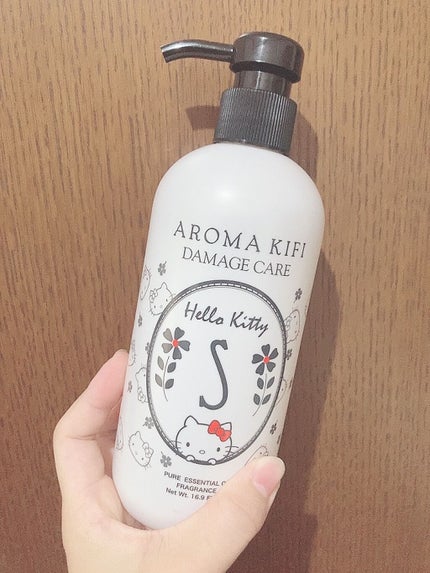 AROMA KIFI
DAMAGE CARE
Hello Kitty
S
PURE ESSENTIAL
FRAGRANCE
Net Wt. 16.9